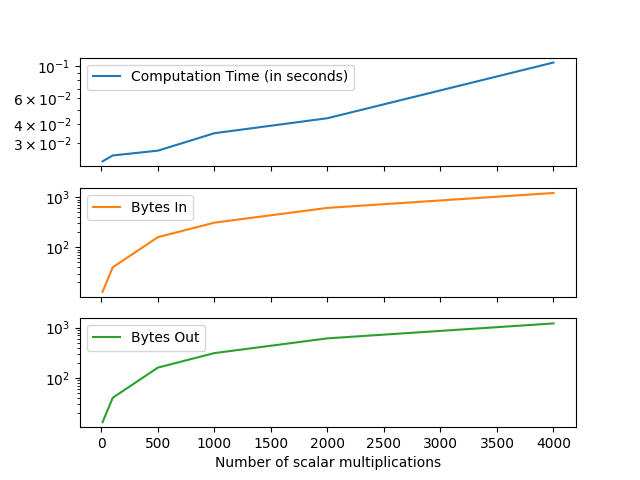 10⁻¹
6 × 10⁻²
4 × 10⁻²
3 × 10⁻²
Computation Time (in seconds)
10³
10²
Bytes In
10³
10²
Bytes Out
0 500 1000 1500 2000 2500 3000 3500 4000
Number of scalar multiplications